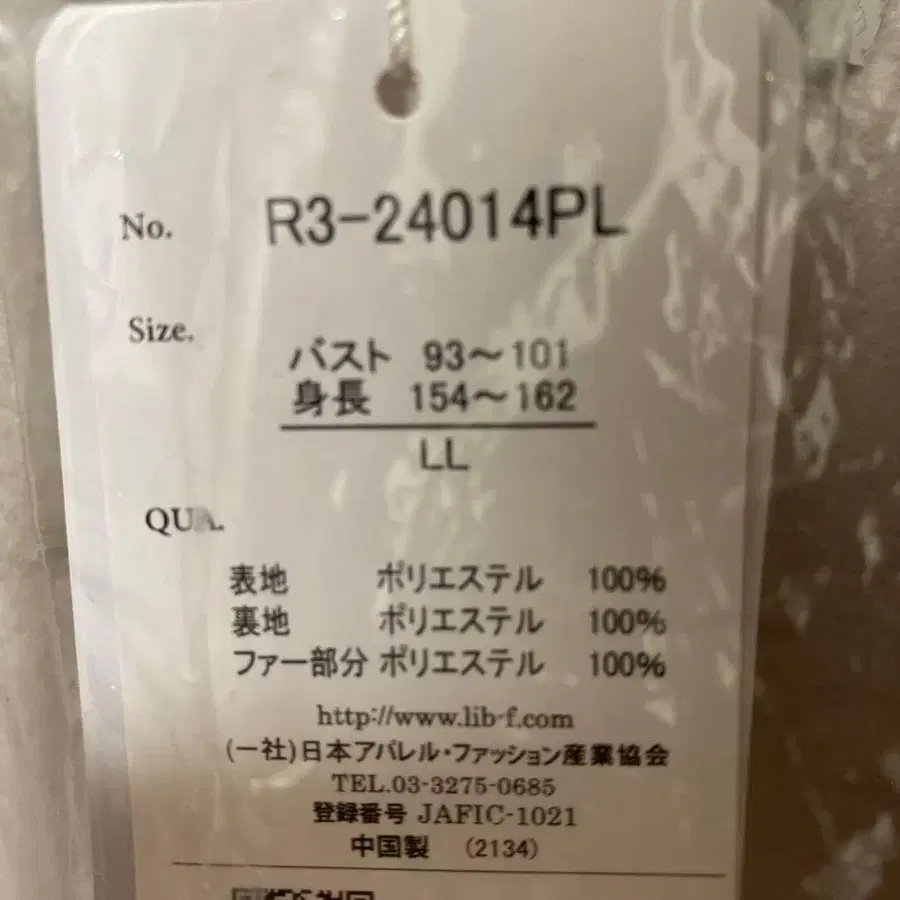 No. R3-24014PL
Size.
バスト 93～101
身長 154～162
LL
QUA.
表地 ポリエステル 100%
裏地 ポリエステル 100%
ファー部分 ポリエステル 100%
http://www.lib-f.com
(一社)日本アパレル・ファッション産業協会
TEL.03-3275-0685
登録番号 JAFIC-1021
中国製 (2134)